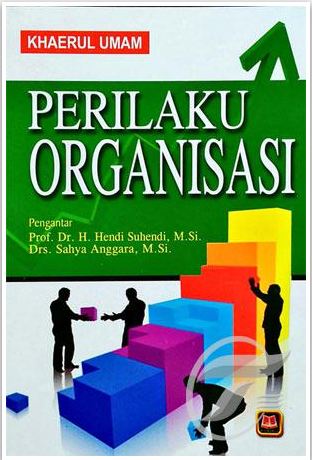 KHAERUL UMAM
PERILAKU
ORGANISASI
Pengantar
Prof. Dr. H. Hendi Suhendi, M.Si.
Drs. Sahya Anggara, M.Si.